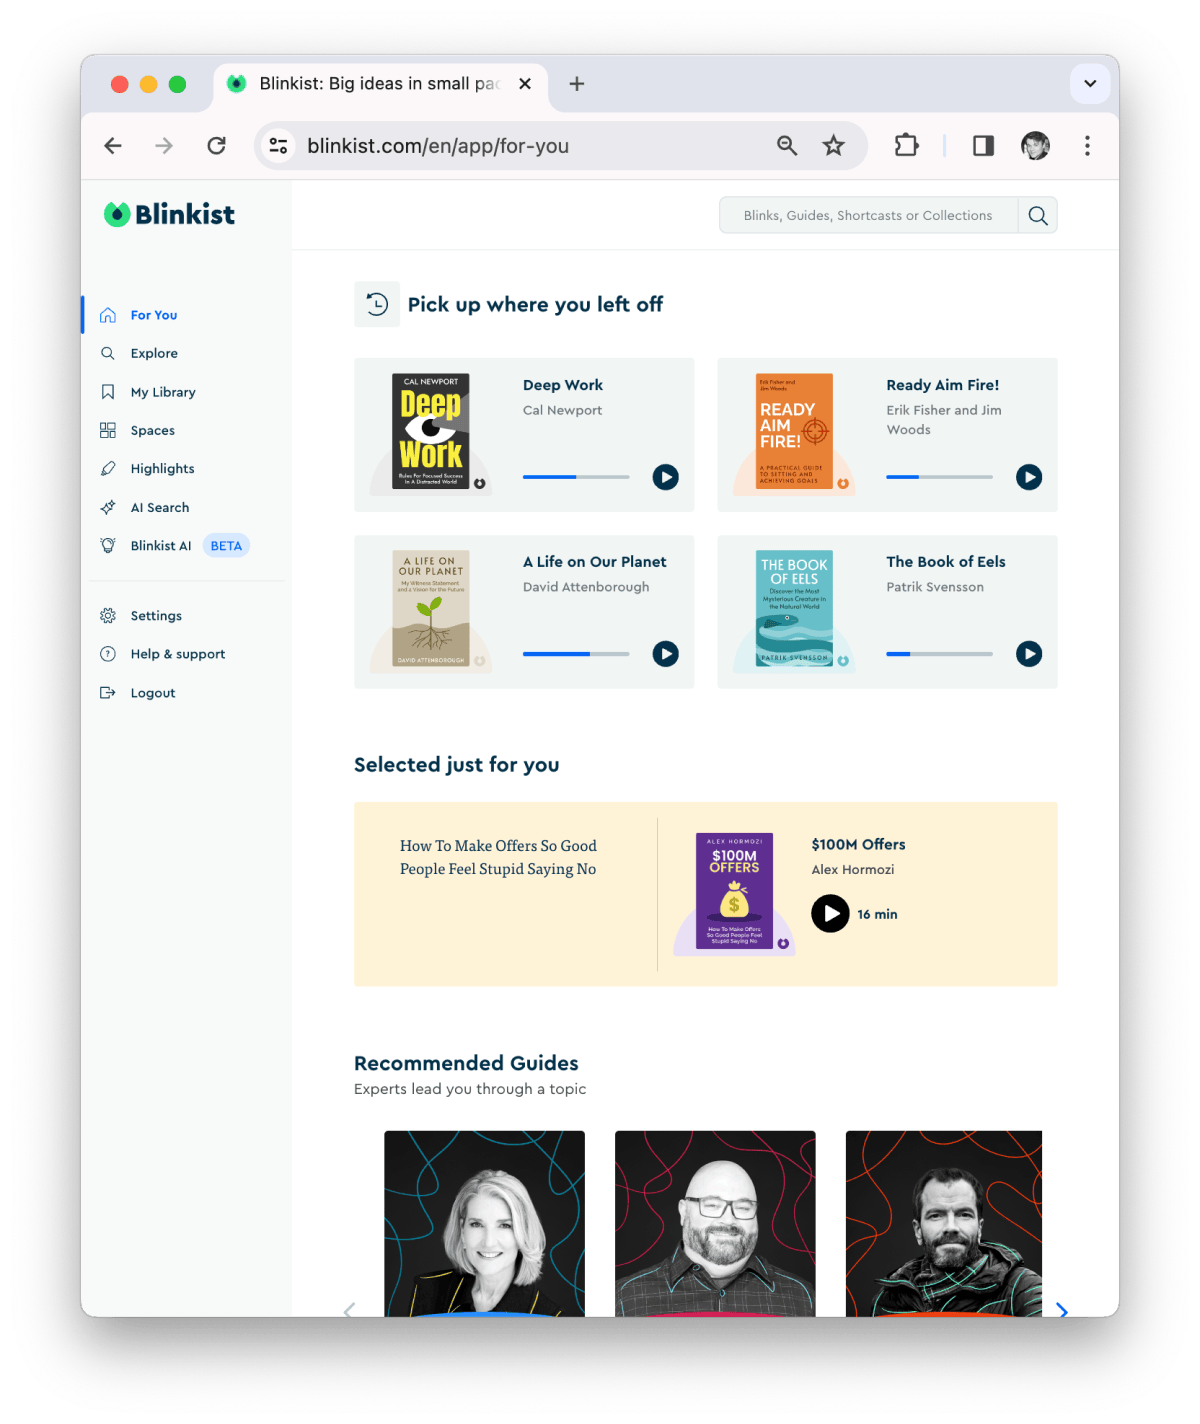 Blinkist: Big ideas in small pac
blinkist.com/en/app/for-you
Blinkist
Blinks, Guides, Shortcasts or Collections
For You
Explore
My Library
Spaces
Highlights
AI Search
Blinkist AI BETA
Settings
Help & support
Logout
Pick up where you left off
CAL NEWPORT
Deep
Work
Rules For Focused Success
In A Distracted World
Deep Work
Cal Newport
Erik Fisher and
Jim Woods
READY
AIM
FIRE!
A PRACTICAL GUIDE
TO SETTING AND
ACHIEVING GOALS
Ready Aim Fire!
Erik Fisher and Jim
Woods
A LIFE ON
OUR PLANET
My Witness Statement
and a Vision for the Future
DAVID ATTENBOROUGH
A Life on Our Planet
David Attenborough
THE BOOK
OF EELS
Discover the Most
Mysterious Creature in
the Natural World
PATRIK SVENSSON
The Book of Eels
Patrik Svensson
Selected just for you
How To Make Offers So Good
People Feel Stupid Saying No
ALEX HORMOZI
$100M
OFFERS
$
How To Make Offers
So Good People Feel
Stupid Saying No
$100M Offers
Alex Hormozi
16 min
Recommended Guides
Experts lead you through a topic